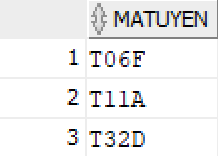 MATUYEN
1 T06F
2 T11A
3 T32D